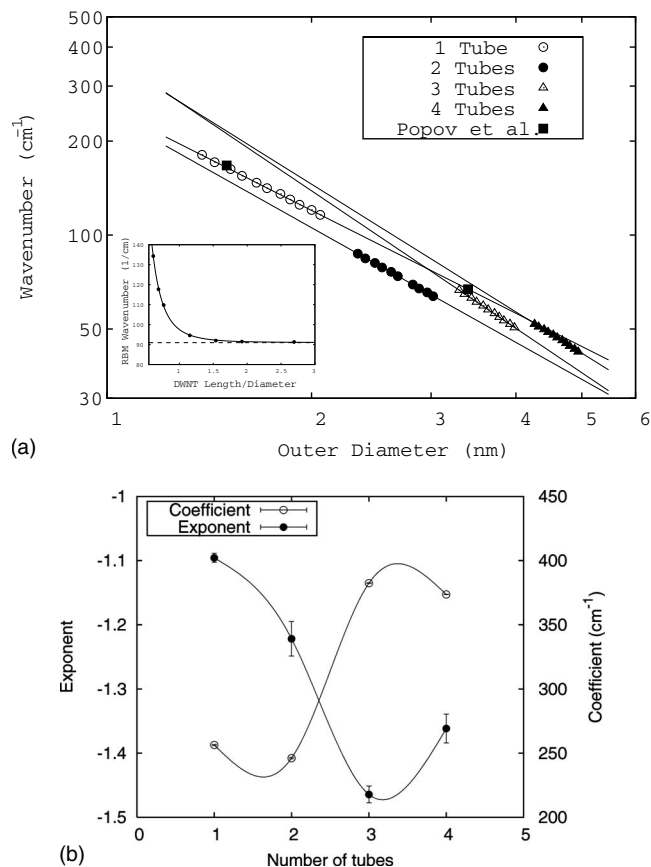 500
300
200
100
50
30
Wavenumber (cm-1)
1 Tube
2 Tubes
3 Tubes
4 Tubes
Popov et al.
140
130
120
110
100
90
80
RBM Wavenumber (1/cm)
1
1.5
2
2.5
3
DWNT Length/Diameter
1 2 3 4 5 6
Outer Diameter (nm)
(a)
-1
-1.1
-1.2
-1.3
-1.4
-1.5
Exponent
Coefficient
Exponent
450
400
350
300
250
200
Coefficient (cm-1)
0 1 2 3 4 5
Number of tubes
(b)